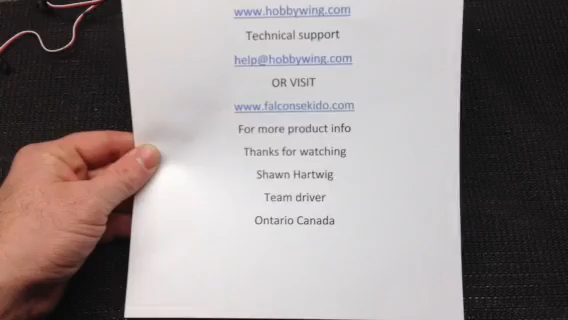 www.hobbywing.com
Technical support
help@hobbywing.com
OR VISIT
www.falconsekido.com
For more product info
Thanks for watching
Shawn Hartwig
Team driver
Ontario Canada